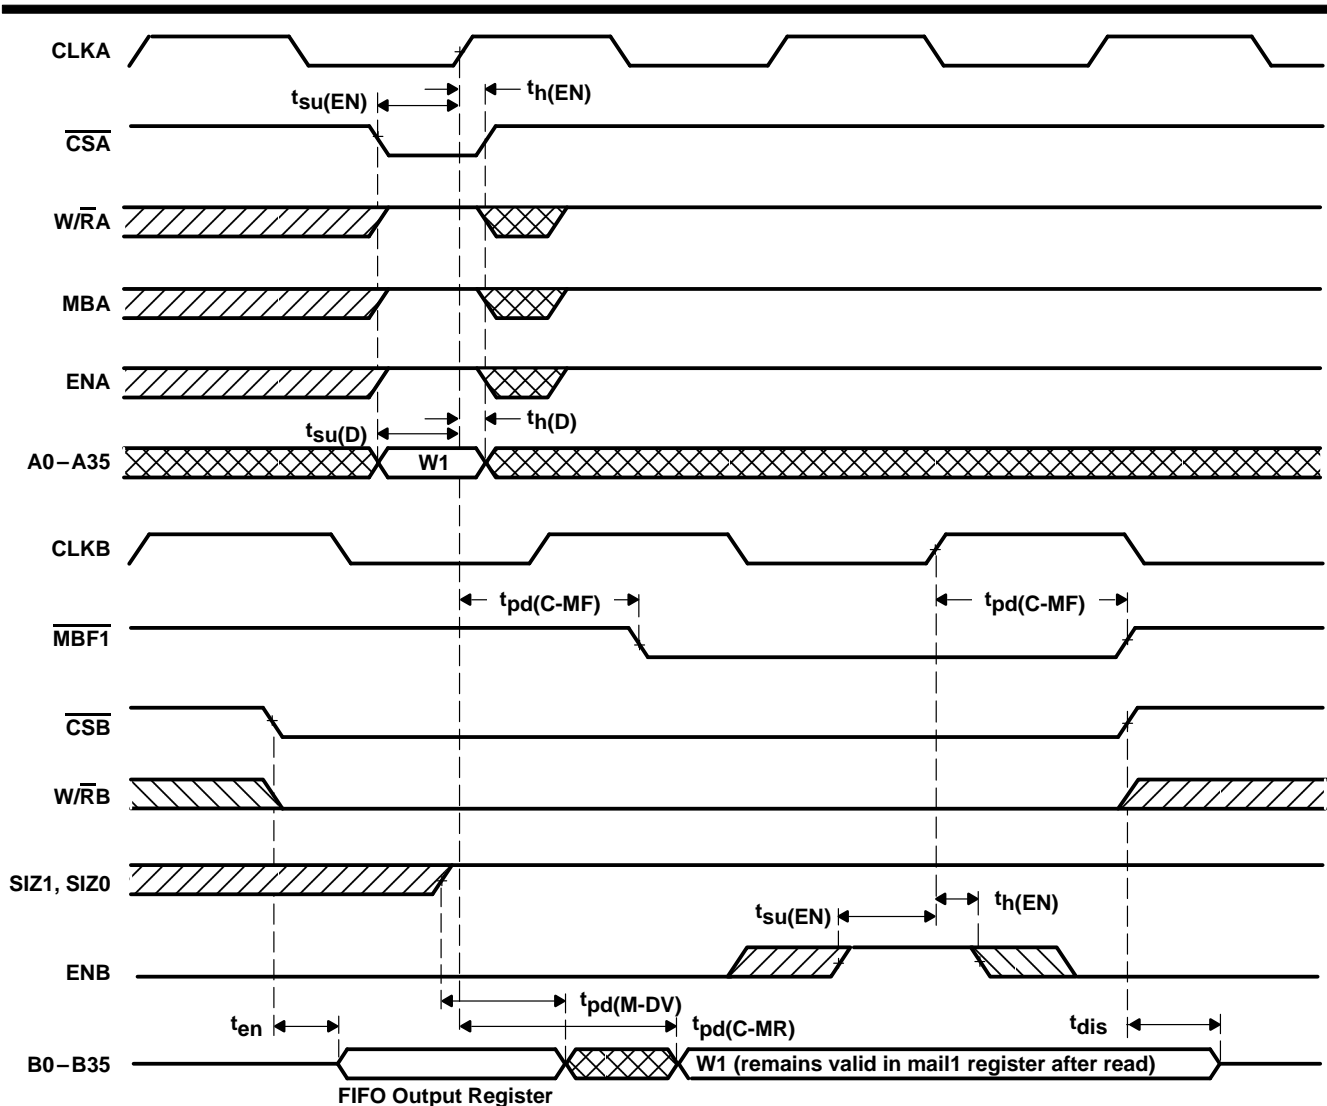 CLKA
tsu(EN)
th(EN)
CSA
W/RA
MBA
ENA
tsu(D)
th(D)
A0–A35
W1
CLKB
tpd(C-MF)
tpd(C-MF)
MBF1
CSB
W/RB
SIZ1, SIZ0
tsu(EN)
th(EN)
ENB
tpd(M-DV)
ten
tpd(C-MR)
tdis
B0–B35
W1 (remains valid in mail1 register after read)
FIFO Output Register